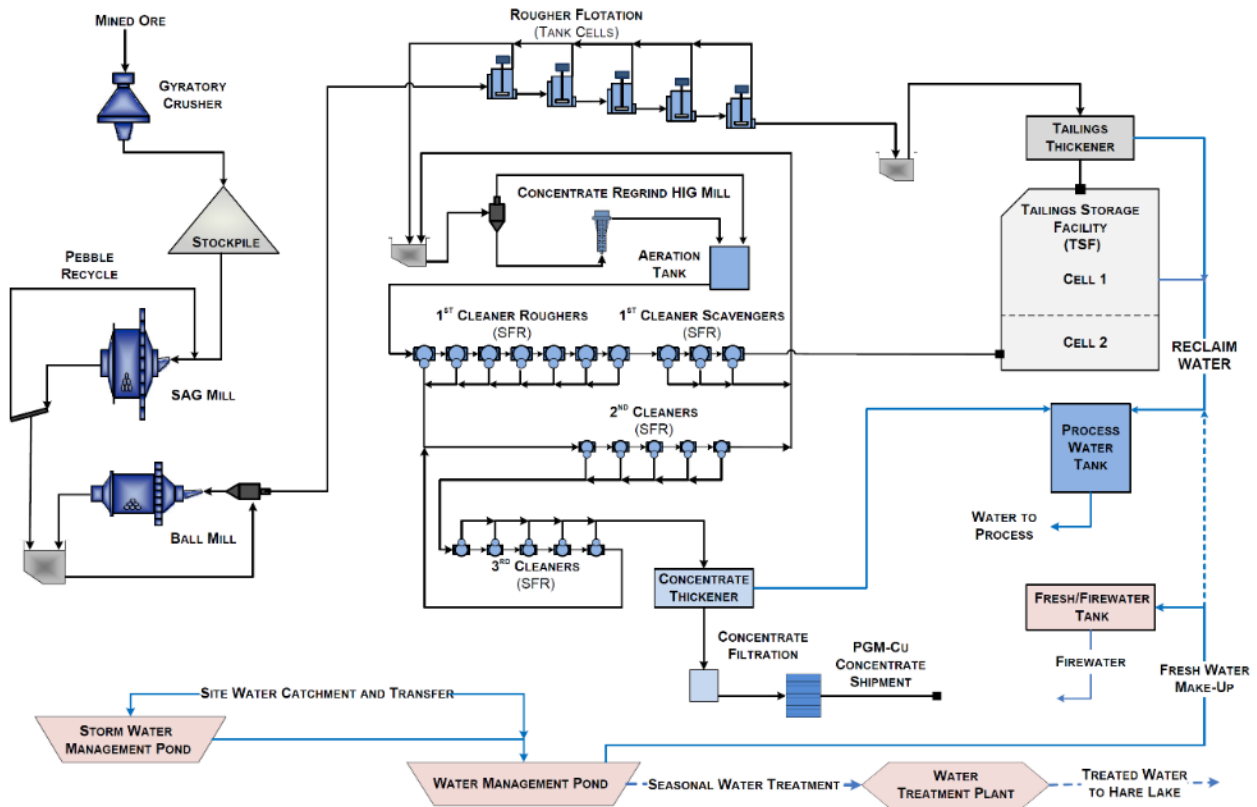 MINED ORE
GYRATORY
CRUSHER
STOCKPILE
PEBBLE
RECYCLE
SAG MILL
BALL MILL
ROUGHER FLOTATION
(TANK CELLS)
CONCENTRATE REGRIND HIG MILL
AERATION
TANK
1ST CLEANER ROUGHERS
(SFR)
1ST CLEANER SCAVENGERS
(SFR)
2ND CLEANERS
(SFR)
3RD CLEANERS
(SFR)
TAILINGS
THICKENER
TAILINGS STORAGE
FACILITY
(TSF)
CELL 1
CELL 2
RECLAIM
WATER
PROCESS
WATER
TANK
WATER TO
PROCESS
CONCENTRATE
THICKENER
CONCENTRATE
FILTRATION
PGM-CU
CONCENTRATE
SHIPMENT
FRESH/FIREWATER
TANK
FIREWATER
FRESH WATER
MAKE-UP
SITE WATER CATCHMENT AND TRANSFER
STORM WATER
MANAGEMENT POND
WATER MANAGEMENT POND
SEASONAL WATER TREATMENT
WATER
TREATMENT PLANT
TREATED WATER
TO HARE LAKE